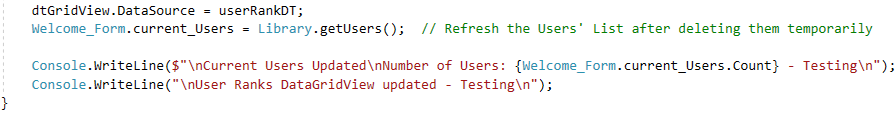 dtGridView.DataSource = userRankDT;
Welcome_Form.current_Users = Library.getUsers();  // Refresh the Users' List after deleting them temporarily
Console.WriteLine($"\nCurrent Users Updated\nNumber of Users: {Welcome_Form.current_Users.Count} - Testing\n");
Console.WriteLine("\nUser Ranks DataGridView updated - Testing\n");
}